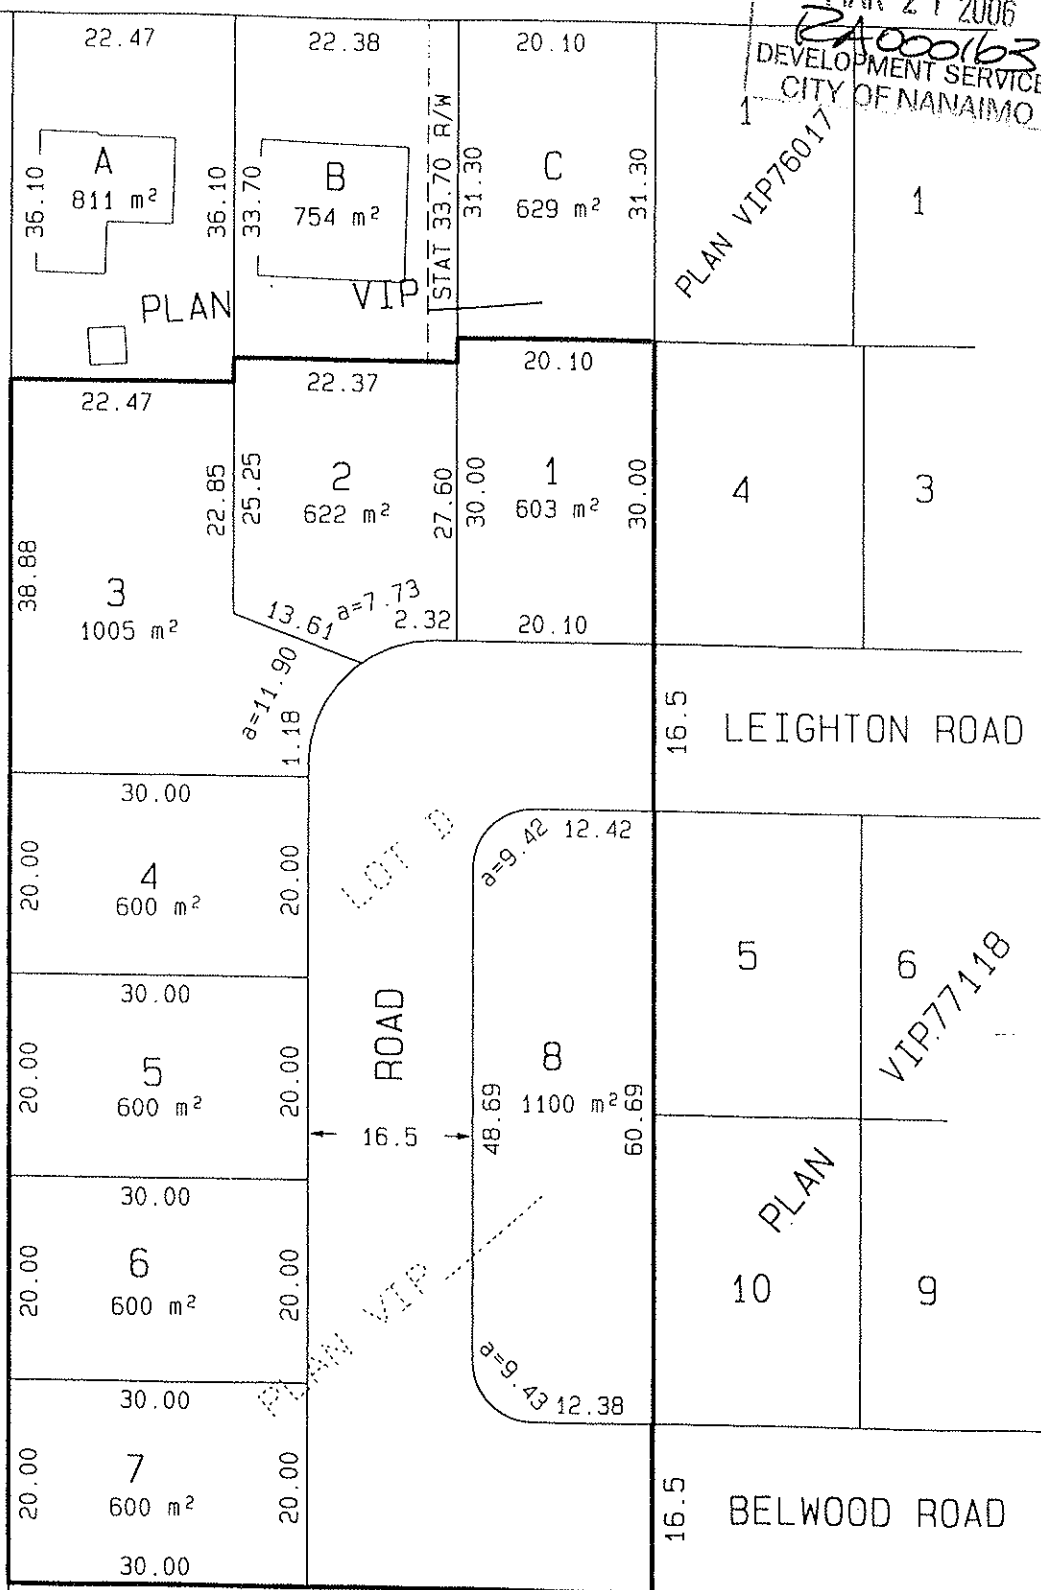 MAR 2 1 2006
RA000163
DEVELOPMENT SERVICE
CITY OF NANAIMO
22.47
22.38
20.10
1
PLAN VIP76017
1
36.10
A
811 m²
36.10
33.70
B
754 m²
STAT 33.70 R/W
31.30
C
629 m²
31.30
PLAN VIP
22.47
22.37
20.10
38.88
3
1005 m²
22.85
25.25
2
622 m²
27.60
30.00
1
603 m²
30.00
4
3
13.61
a=7.73
2.32
20.10
a=11.90
1.18
16.5
LEIGHTON ROAD
30.00
20.00
4
600 m²
20.00
LOT D
a=9.42
12.42
5
6
VIP77118
30.00
20.00
5
600 m²
20.00
ROAD
16.5
48.69
8
1100 m²
60.69
PLAN
30.00
20.00
6
600 m²
20.00
PLAN VIP
10
9
30.00
a=9.43
12.38
20.00
7
600 m²
20.00
30.00
16.5
BELWOOD ROAD